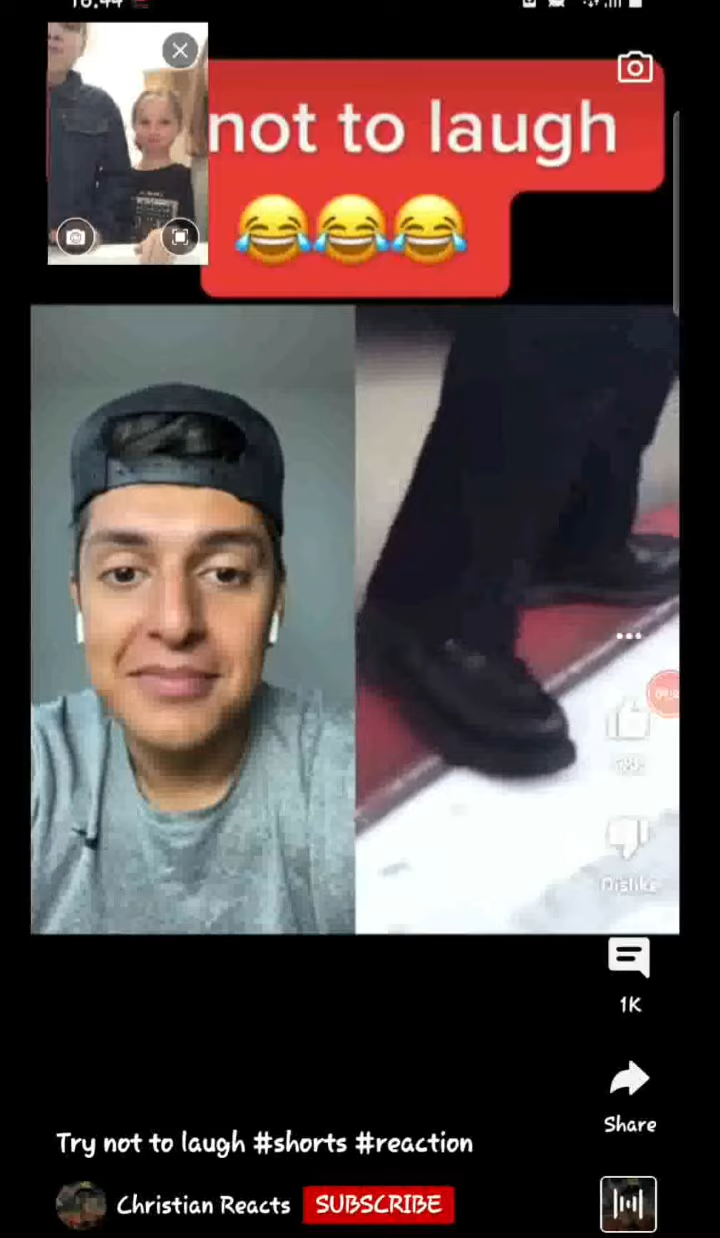 not to laugh
😂😂😂
Dislike
1K
Share
Try not to laugh #shorts #reaction
Christian Reacts SUBSCRIBE